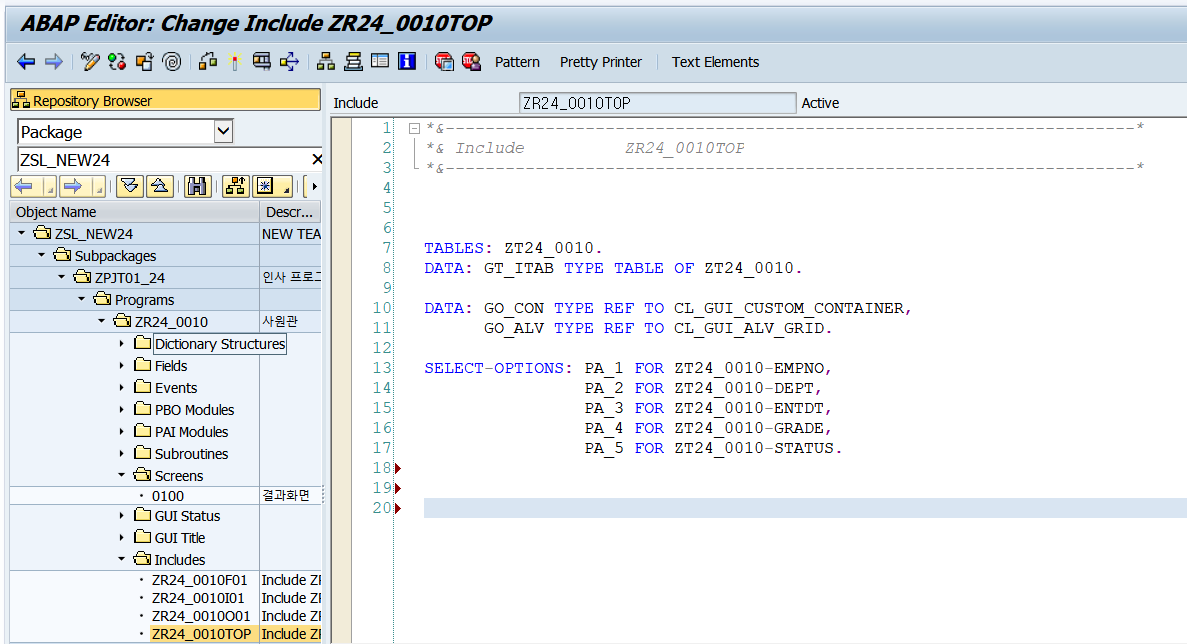 ABAP Editor: Change Include ZR24_0010TOP
Pattern Pretty Printer Text Elements
Repository Browser
Package
ZSL_NEW24
Object Name Descr...
ZSL_NEW24 NEW TEA
Subpackages
ZPJT01_24 인사 프로그
Programs
ZR24_0010 사원관
Dictionary Structures
Fields
Events
PBO Modules
PAI Modules
Subroutines
Screens
0100 결과화면
GUI Status
GUI Title
Includes
ZR24_0010F01 Include ZR
ZR24_0010I01 Include ZR
ZR24_0010O01 Include ZR
ZR24_0010TOP Include ZR
Include ZR24_0010TOP Active
1 *&---------------------------------------------------------------------*
2 *& Include ZR24_0010TOP
3 *&---------------------------------------------------------------------*
4
5
6
7 TABLES: ZT24_0010.
8 DATA: GT_ITAB TYPE TABLE OF ZT24_0010.
9
10 DATA: GO_CON TYPE REF TO CL_GUI_CUSTOM_CONTAINER,
11 GO_ALV TYPE REF TO CL_GUI_ALV_GRID.
12
13 SELECT-OPTIONS: PA_1 FOR ZT24_0010-EMPNO,
14 PA_2 FOR ZT24_0010-DEPT,
15 PA_3 FOR ZT24_0010-ENTDT,
16 PA_4 FOR ZT24_0010-GRADE,
17 PA_5 FOR ZT24_0010-STATUS.
18
19
20